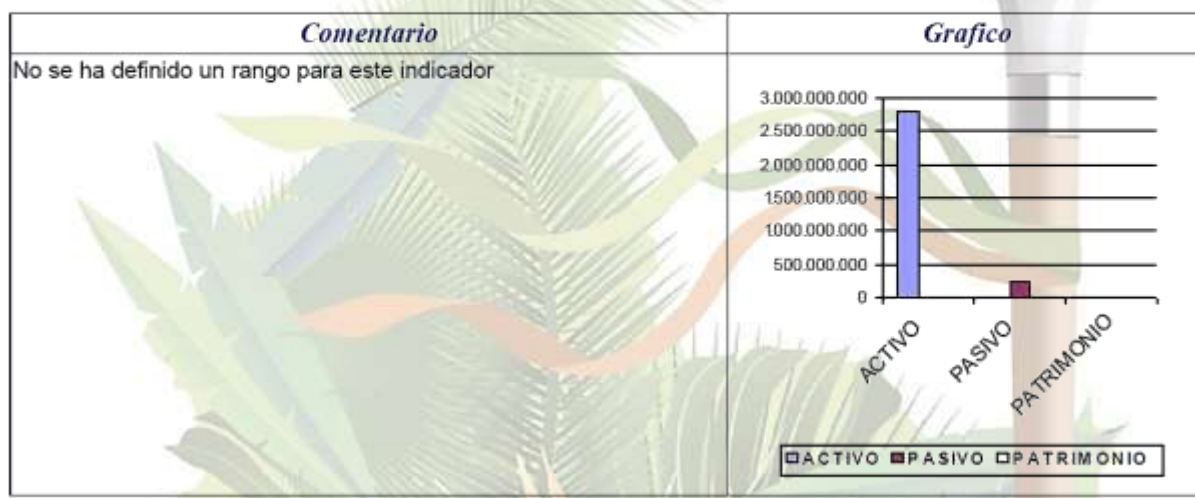 Comentario
Grafico
No se ha definido un rango para este indicador
3.000.000.000
2.500.000.000
2.000.000.000
1.500.000.000
1.000.000.000
500.000.000
0
ACTIVO
PASIVO
PATRIMONIO
ACTIVO PASIVO PATRIMONIO